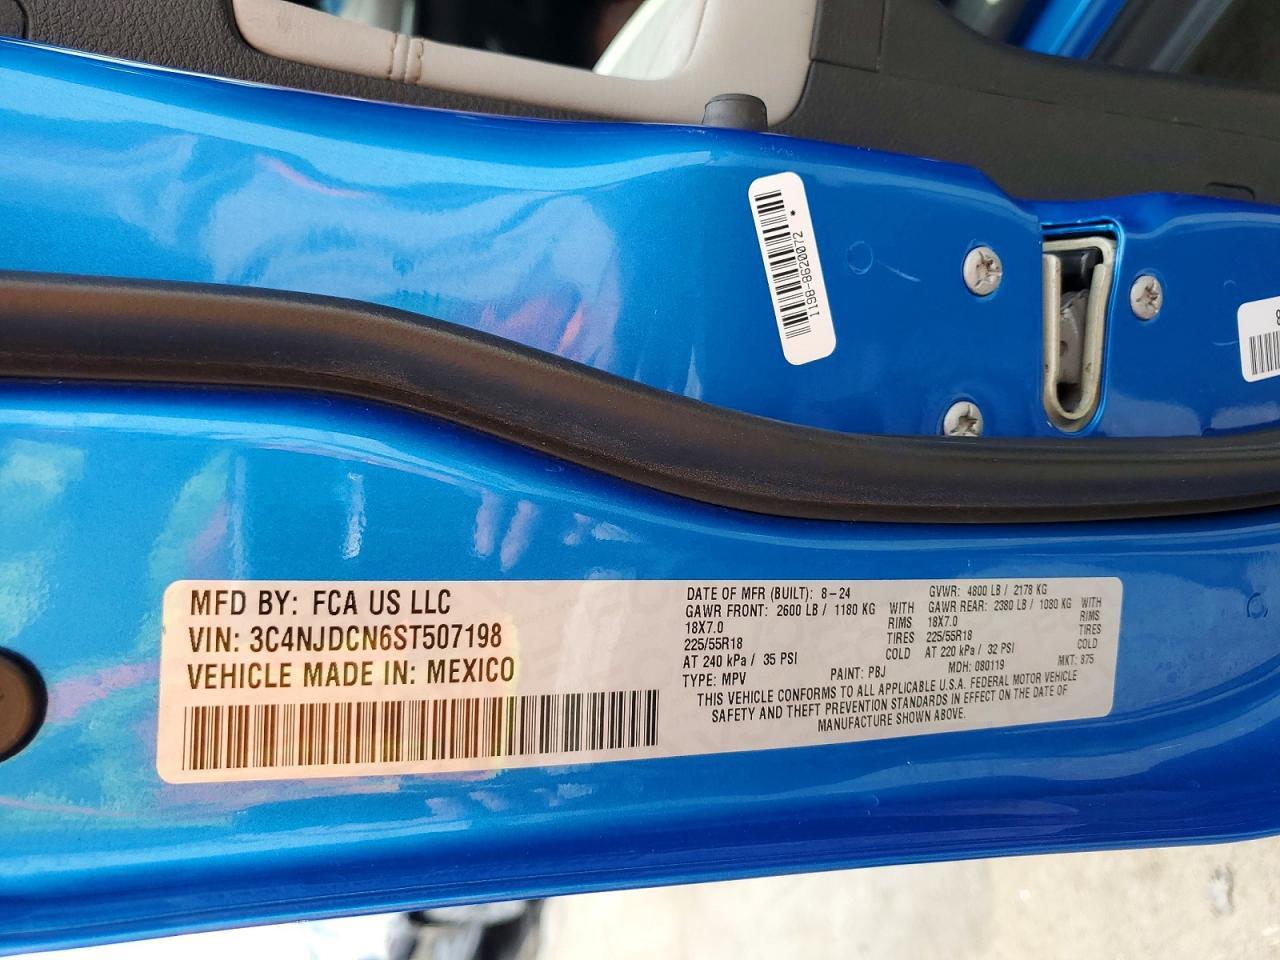 1198-8620072 *
8
MFD BY: FCA US LLC
VIN: 3C4NJDCN6ST507198
VEHICLE MADE IN: MEXICO
DATE OF MFR (BUILT): 8-24
GAWR FRONT: 2600 LB / 1180 KG WITH
18X7.0 RIMS
225/55R18 TIRES
AT 240 kPa / 35 PSI COLD
TYPE: MPV PAINT: PBJ
GVWR: 4800 LB / 2178 KG
GAWR REAR: 2380 LB / 1080 KG WITH
18X7.0 RIMS
225/55R18 TIRES
AT 220 kPa / 32 PSI COLD
MDH: 080119 MKT: 875
THIS VEHICLE CONFORMS TO ALL APPLICABLE U.S.A. FEDERAL MOTOR VEHICLE
SAFETY AND THEFT PREVENTION STANDARDS IN EFFECT ON THE DATE OF
MANUFACTURE SHOWN ABOVE.